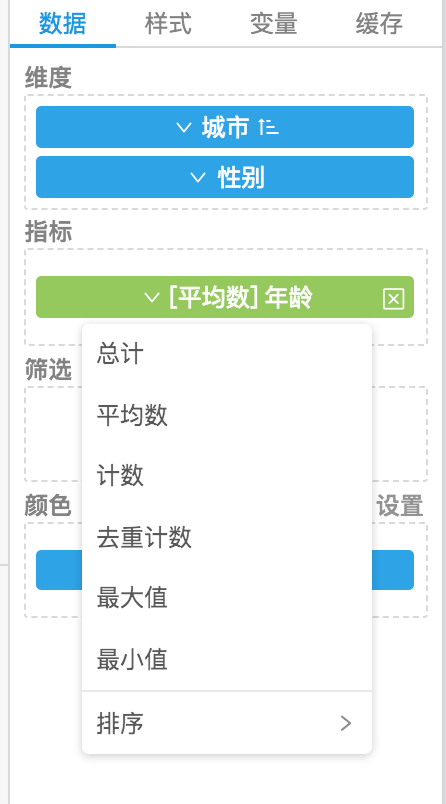 数据 样式 变量 缓存
维度
城市
性别
指标
[平均数] 年龄
总计
筛选
平均数
计数
颜色 设置
去重计数
最大值
最小值
排序